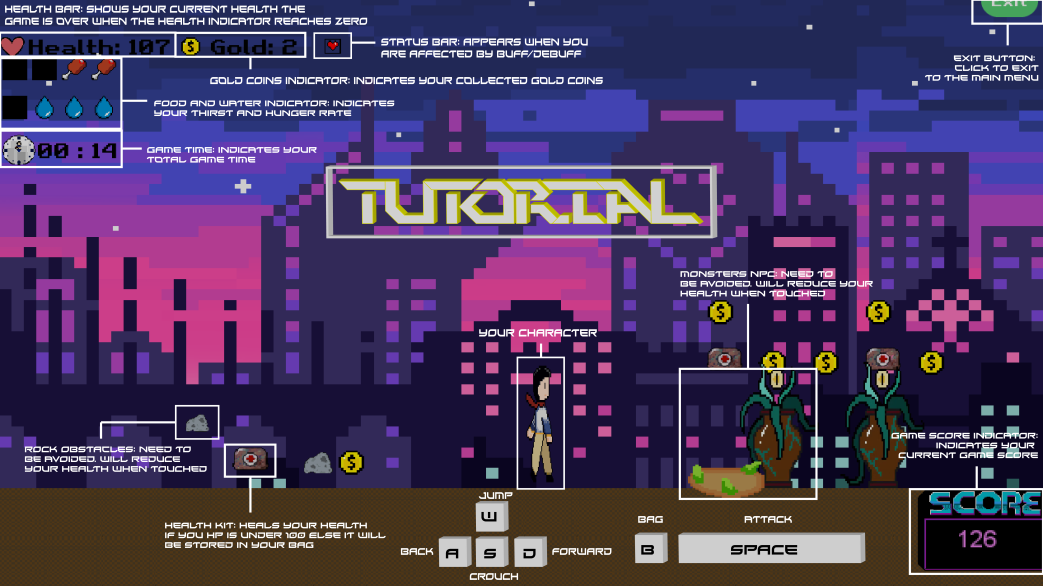 HEALTH BAR: SHOWS YOUR CURRENT HEALTH THE
GAME IS OVER WHEN THE HEALTH INDICATOR REACHES ZERO
Exit
Health: 107
Gold: 2
STATUS BAR: APPEARS WHEN YOU
ARE AFFECTED BY BUFF/DEBUFF
EXIT BUTTON:
CLICK TO EXIT
TO THE MAIN MENU
GOLD COINS INDICATOR: INDICATES YOUR COLLECTED GOLD COINS
FOOD AND WATER INDICATOR: INDICATES
YOUR THIRST AND HUNGER RATE
00 : 14
GAME TIME: INDICATES YOUR
TOTAL GAME TIME
TUTORIAL
MONSTERS NPC: NEED TO
BE AVOIDED. WILL REDUCE YOUR
HEALTH WHEN TOUCHED
YOUR CHARACTER
ROCK OBSTACLES: NEED TO
BE AVOIDED. WILL REDUCE
YOUR HEALTH WHEN TOUCHED
GAME SCORE INDICATOR:
INDICATES YOUR
CURRENT GAME SCORE
SCORE
126
HEALTH KIT: HEALS YOUR HEALTH
IF YOU HP IS UNDER 100 ELSE IT WILL
BE STORED IN YOUR BAG
JUMP
W
BACK
A
S
D
FORWARD
CROUCH
BAG
B
ATTACK
SPACE